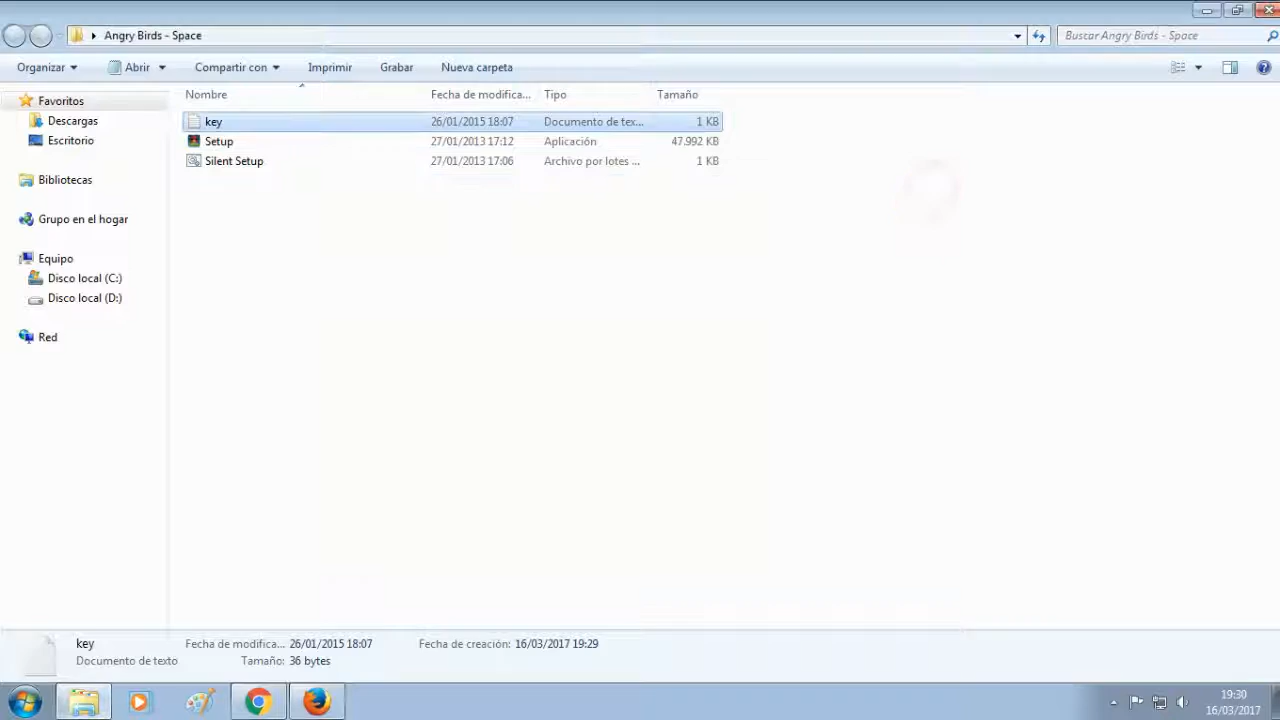 Angry Birds - Space
Buscar Angry Birds - Space
Organizar Abrir Compartir con Imprimir Grabar Nueva carpeta
Nombre Fecha de modifica... Tipo Tamaño
key 26/01/2015 18:07 Documento de tex... 1 KB
Setup 27/01/2013 17:12 Aplicación 47.992 KB
Silent Setup 27/01/2013 17:06 Archivo por lotes ... 1 KB
Favoritos
Descargas
Escritorio
Bibliotecas
Grupo en el hogar
Equipo
Disco local (C:)
Disco local (D:)
Red
key Fecha de modifica... 26/01/2015 18:07 Fecha de creación: 16/03/2017 19:29
Documento de texto Tamaño: 36 bytes
19:30
16/03/2017